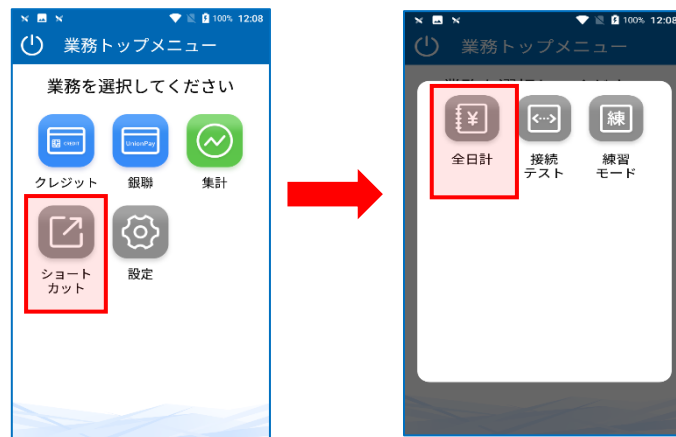 100% 12:08
業務トップメニュー
業務を選択してください
CREDIT
UnionPay
クレジット
銀聯
集計
ショート
カット
設定
100% 12:08
業務トップメニュー
¥
練
全日計
接続
テスト
練習
モード